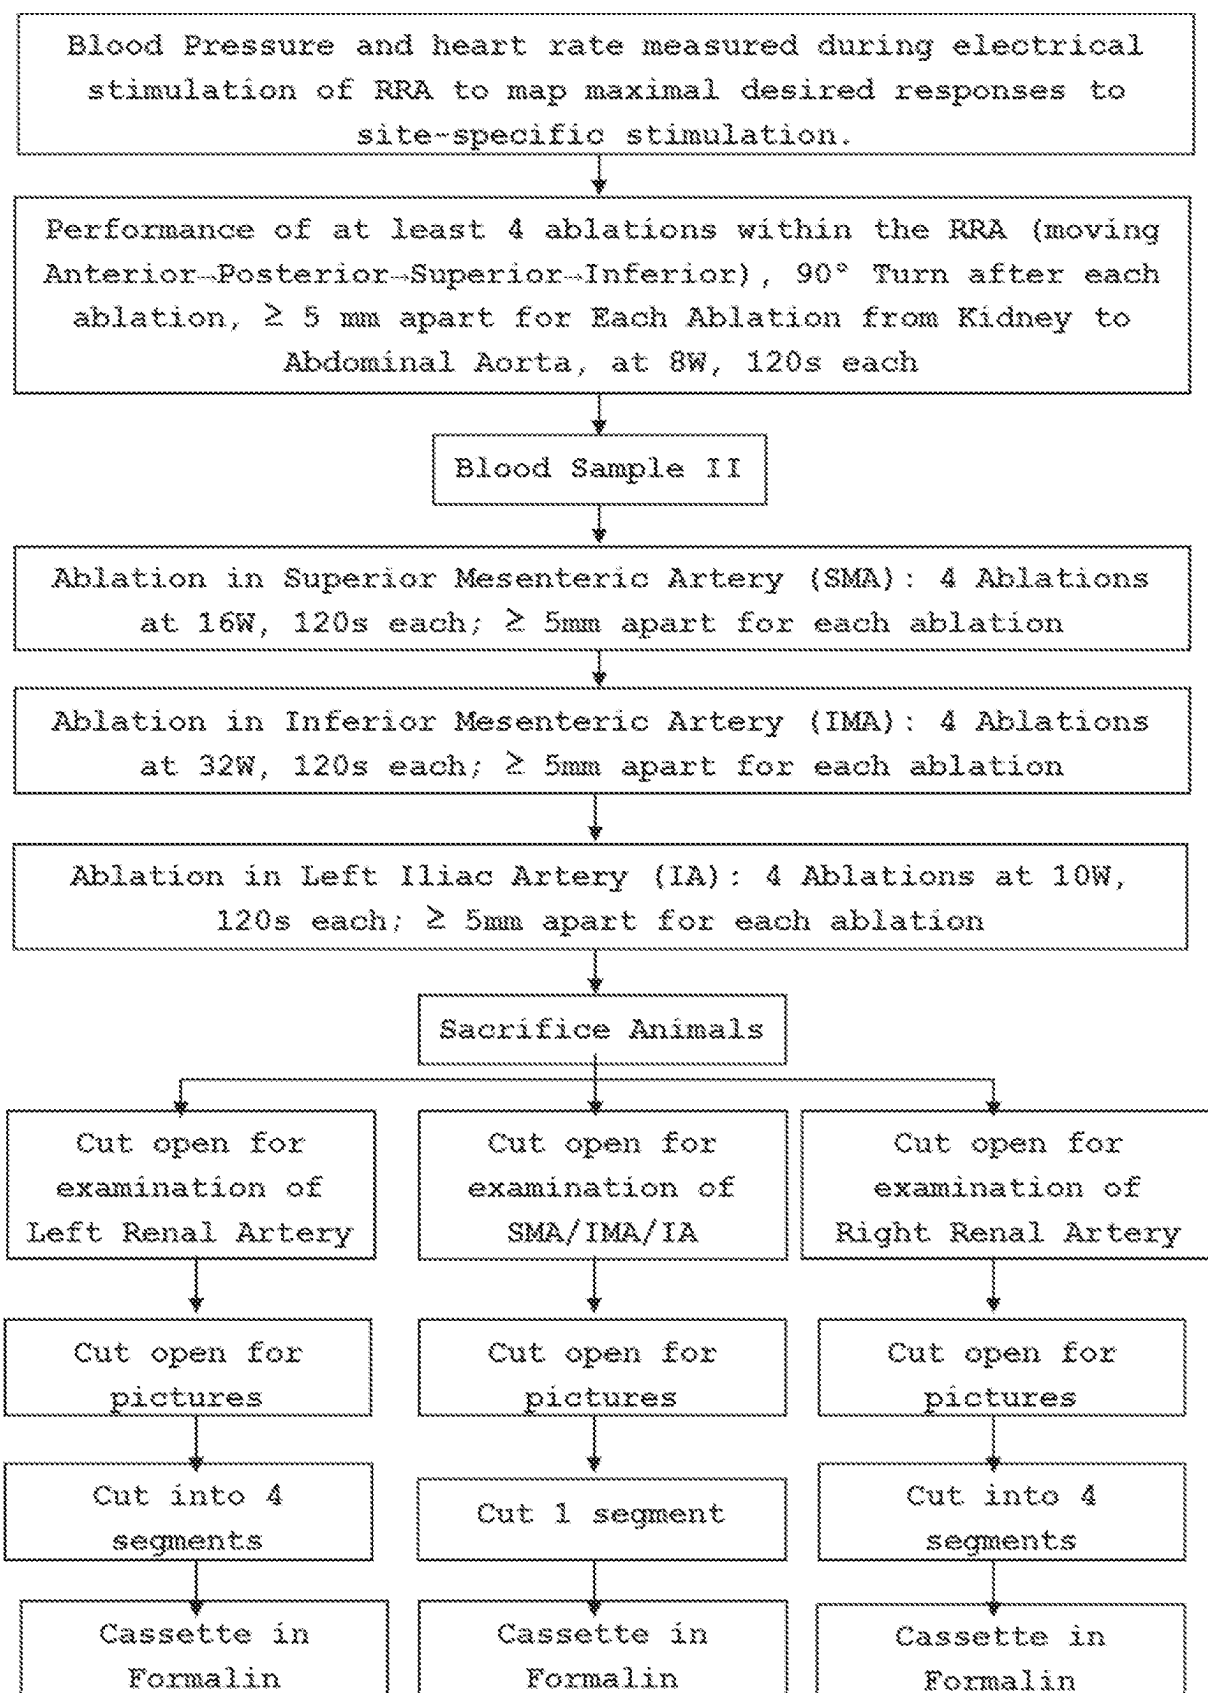 Blood Pressure and heart rate measured during electrical
stimulation of RRA to map maximal desired responses to
site-specific stimulation.
Performance of at least 4 ablations within the RRA (moving
Anterior→Posterior→Superior→Inferior), 90° Turn after each
ablation, ≥ 5 mm apart for Each Ablation from Kidney to
Abdominal Aorta, at 8W, 120s each
Blood Sample II
Ablation in Superior Mesenteric Artery (SMA): 4 Ablations
at 16W, 120s each; ≥ 5mm apart for each ablation
Ablation in Inferior Mesenteric Artery (IMA): 4 Ablations
at 32W, 120s each; ≥ 5mm apart for each ablation
Ablation in Left Iliac Artery (IA): 4 Ablations at 10W,
120s each; ≥ 5mm apart for each ablation
Sacrifice Animals
Cut open for
examination of
Left Renal Artery
Cut open for
examination of
SMA/IMA/IA
Cut open for
examination of
Right Renal Artery
Cut open for
pictures
Cut open for
pictures
Cut open for
pictures
Cut into 4
segments
Cut 1 segment
Cut into 4
segments
Cassette in
Formalin
Cassette in
Formalin
Cassette in
Formalin